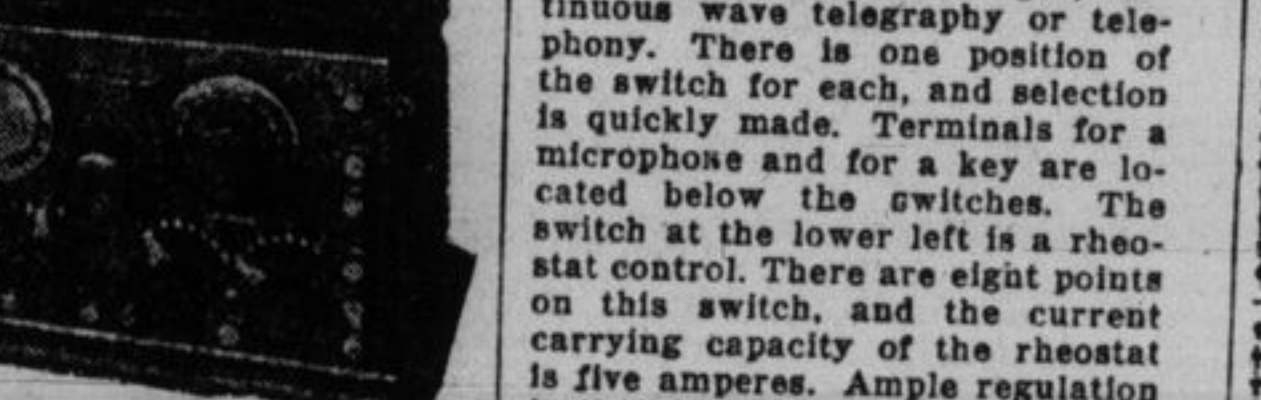 tinuous wave telegraphy or tele-
phony. There is one position of
the switch for each, and selection
is quickly made. Terminals for a
microphone and for a key are lo-
cated below the switches. The
switch at the lower left is a rheo-
stat control. There are eight points
on this switch, and the current
carrying capacity of the rheostat
is five amperes. Ample regulation